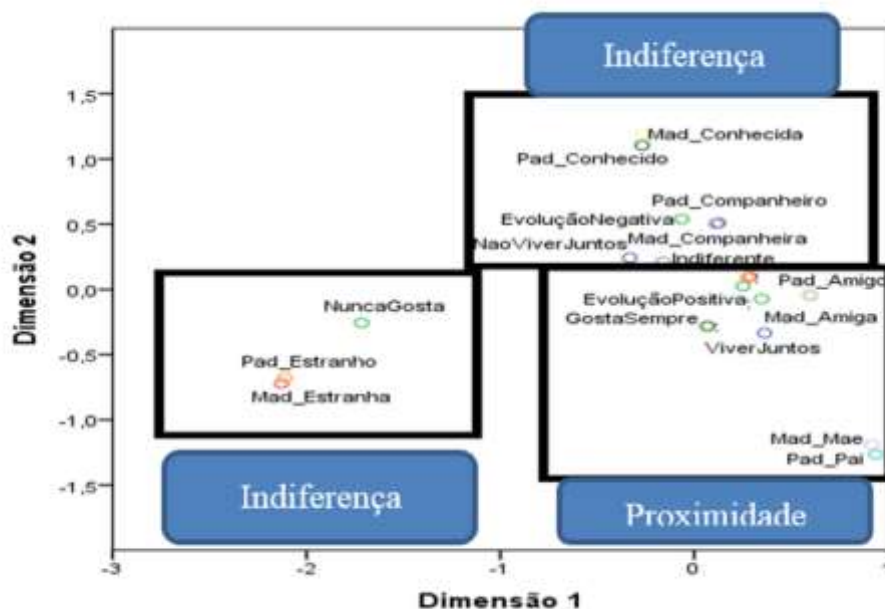 Indiferença
1,5
Mad_Conhecida
1,0
Pad_Conhecido
Pad_Companheiro
0,5
EvoluçãoNegativa
Mad_Companheira
NaoViverJuntos
Indiferente
0,0
Pad_Amigo
NuncaGosta
EvoluçãoPositiva
GostaSempre
Mad_Amiga
-0,5
ViverJuntos
Pad_Estranho
Mad_Estranha
-1,0
Mad_Mae
Pad_Pai
-1,5
Indiferença
Proximidade
Dimensão 2
-3
-2
-1
0
1
Dimensão 1